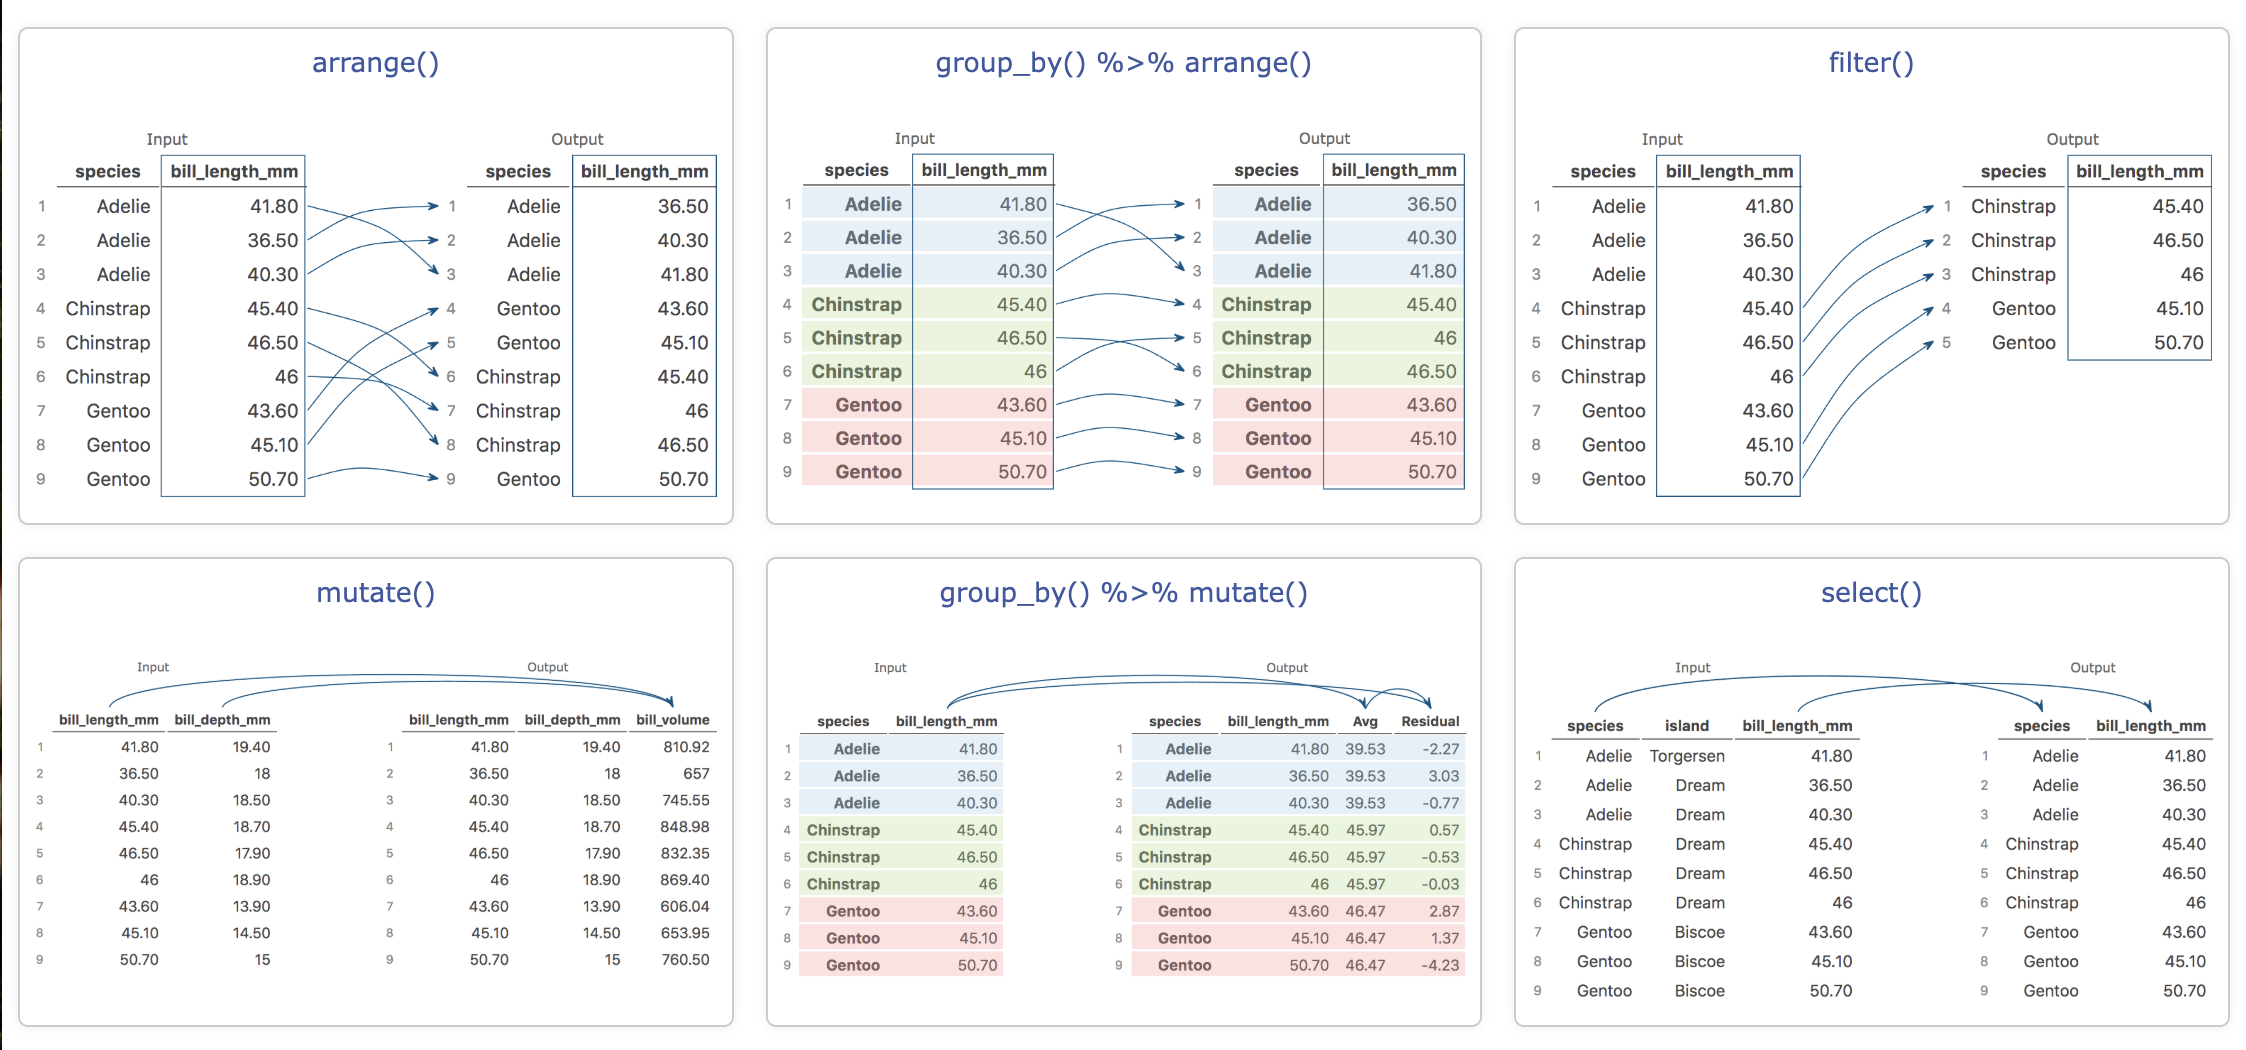 arrange()
Input Output
species bill_length_mm species bill_length_mm
1 Adelie 41.80 1 Adelie 36.50
2 Adelie 36.50 2 Adelie 40.30
3 Adelie 40.30 3 Adelie 41.80
4 Chinstrap 45.40 4 Gentoo 43.60
5 Chinstrap 46.50 5 Gentoo 45.10
6 Chinstrap 46 6 Chinstrap 45.40
7 Gentoo 43.60 7 Chinstrap 46
8 Gentoo 45.10 8 Chinstrap 46.50
9 Gentoo 50.70 9 Gentoo 50.70
group_by() %>% arrange()
Input Output
species bill_length_mm species bill_length_mm
1 Adelie 41.80 1 Adelie 36.50
2 Adelie 36.50 2 Adelie 40.30
3 Adelie 40.30 3 Adelie 41.80
4 Chinstrap 45.40 4 Chinstrap 45.40
5 Chinstrap 46.50 5 Chinstrap 46
6 Chinstrap 46 6 Chinstrap 46.50
7 Gentoo 43.60 7 Gentoo 43.60
8 Gentoo 45.10 8 Gentoo 45.10
9 Gentoo 50.70 9 Gentoo 50.70
filter()
Input Output
species bill_length_mm species bill_length_mm
1 Adelie 41.80 1 Chinstrap 45.40
2 Adelie 36.50 2 Chinstrap 46.50
3 Adelie 40.30 3 Chinstrap 46
4 Chinstrap 45.40 4 Gentoo 45.10
5 Chinstrap 46.50 5 Gentoo 50.70
6 Chinstrap 46
7 Gentoo 43.60
8 Gentoo 45.10
9 Gentoo 50.70
mutate()
Input Output
bill_length_mm bill_depth_mm bill_length_mm bill_depth_mm bill_volume
1 41.80 19.40 1 41.80 19.40 810.92
2 36.50 18 2 36.50 18 657
3 40.30 18.50 3 40.30 18.50 745.55
4 45.40 18.70 4 45.40 18.70 848.98
5 46.50 17.90 5 46.50 17.90 832.35
6 46 18.90 6 46 18.90 869.40
7 43.60 13.90 7 43.60 13.90 606.04
8 45.10 14.50 8 45.10 14.50 653.95
9 50.70 15 9 50.70 15 760.50
group_by() %>% mutate()
Input Output
species bill_length_mm species bill_length_mm Avg Residual
1 Adelie 41.80 1 Adelie 41.80 39.53 -2.27
2 Adelie 36.50 2 Adelie 36.50 39.53 3.03
3 Adelie 40.30 3 Adelie 40.30 39.53 -0.77
4 Chinstrap 45.40 4 Chinstrap 45.40 45.97 0.57
5 Chinstrap 46.50 5 Chinstrap 46.50 45.97 -0.53
6 Chinstrap 46 6 Chinstrap 46 45.97 -0.03
7 Gentoo 43.60 7 Gentoo 43.60 46.47 2.87
8 Gentoo 45.10 8 Gentoo 45.10 46.47 1.37
9 Gentoo 50.70 9 Gentoo 50.70 46.47 -4.23
select()
Input Output
species island bill_length_mm species bill_length_mm
1 Adelie Torgersen 41.80 1 Adelie 41.80
2 Adelie Dream 36.50 2 Adelie 36.50
3 Adelie Dream 40.30 3 Adelie 40.30
4 Chinstrap Dream 45.40 4 Chinstrap 45.40
5 Chinstrap Dream 46.50 5 Chinstrap 46.50
6 Chinstrap Dream 46 6 Chinstrap 46
7 Gentoo Biscoe 43.60 7 Gentoo 43.60
8 Gentoo Biscoe 45.10 8 Gentoo 45.10
9 Gentoo Biscoe 50.70 9 Gentoo 50.70